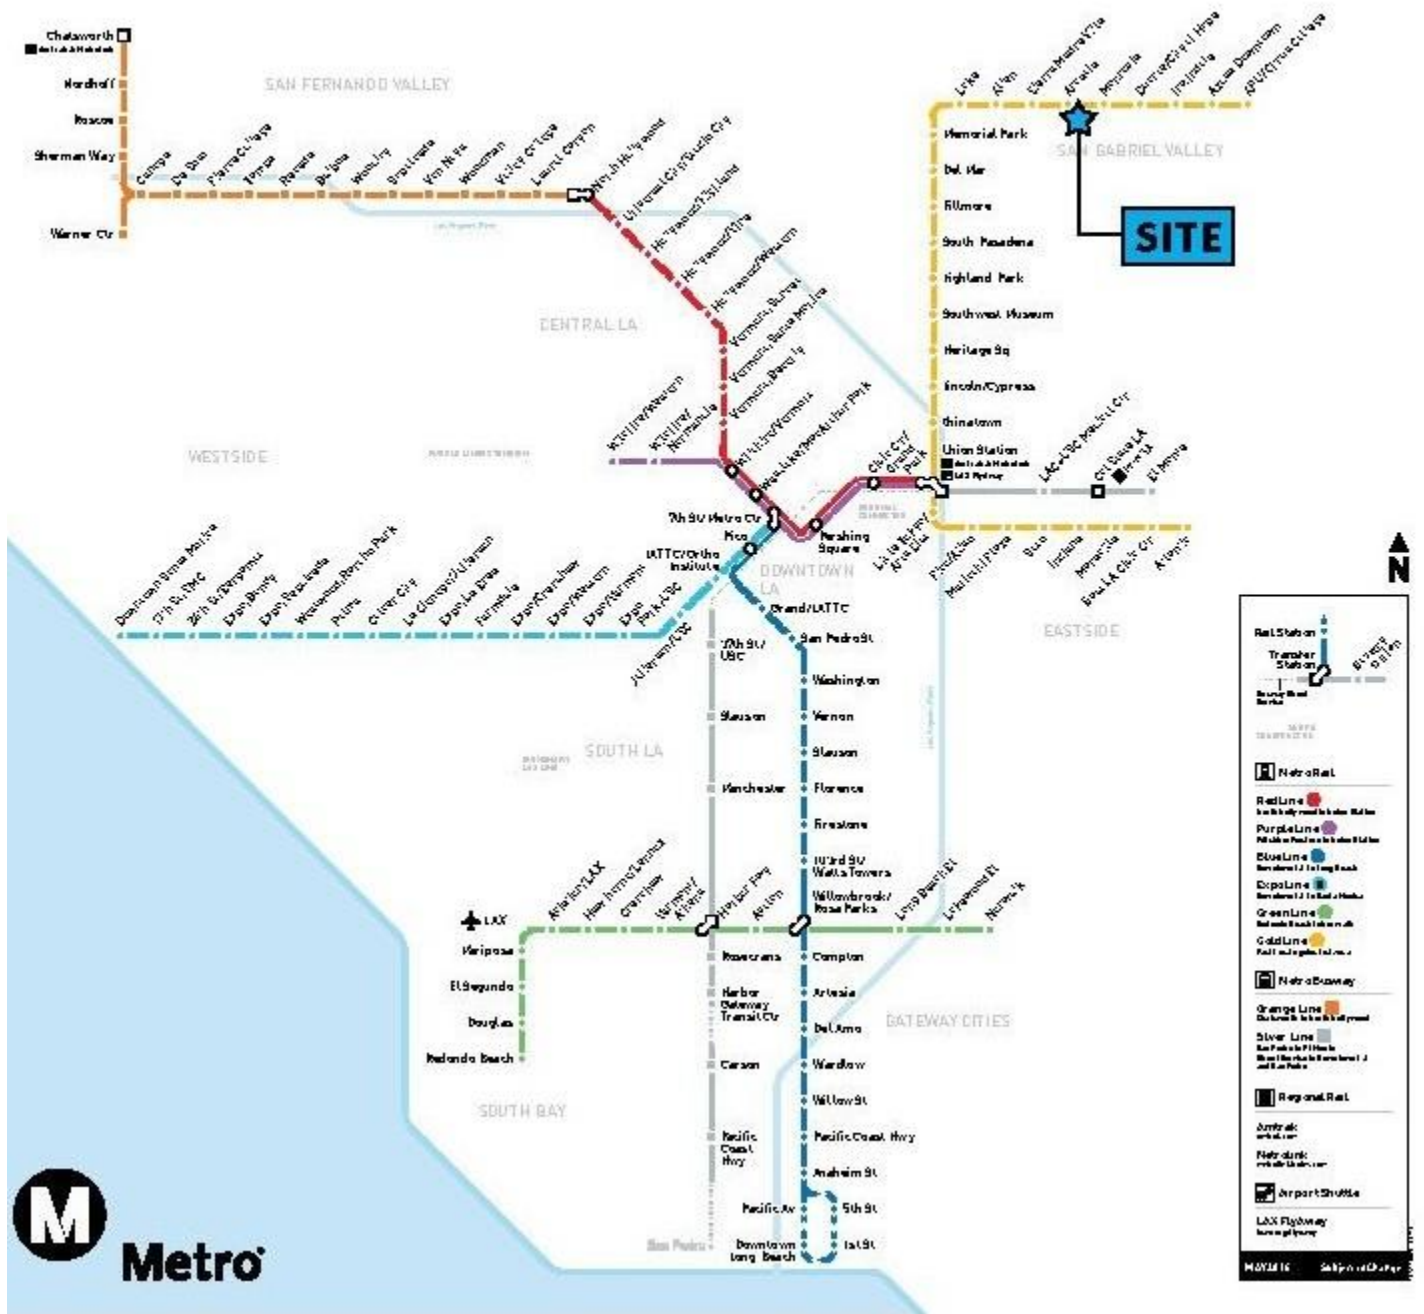 Chatsworth
Nordhoff
Roscoe
Sherman Way
Warner Ctr
SAN FERNANDO VALLEY
Canoga
De Soto
Pierce College
Tampa
Reseda
Balboa
Woodley
Sepulveda
Van Nuys
Woodman
Valley College
Laurel Canyon
North Hollywood
Universal City/Studio City
Hollywood/Highland
Hollywood/Vine
Hollywood/Western
Vermont/Sunset
Vermont/Santa Monica
Vermont/Beverly
Wilshire/Western
Wilshire/
Normandie
Wilshire/Vermont
Westlake/MacArthur Park
Civic Ctr/
Grand
Park
CENTRAL LA
WESTSIDE
Lake
Allen
Sierra Madre Villa
Arcadia
Monrovia
Duarte/City of Hope
Irwindale
Azusa Downtown
APU/Citrus College
SAN GABRIEL VALLEY
SITE
Memorial Park
Del Mar
Fillmore
South Pasadena
Highland Park
Southwest Museum
Heritage Sq
Lincoln/Cypress
Chinatown
Union Station
LAC+USC Medical Ctr
Cal State LA
El Monte
7th St/Metro Ctr
Pico
LATTC/Ortho
Institute
Pershing
Square
Little Tokyo/
Arts Dist
Pico/Aliso
Mariachi Plaza
Soto
Indiana
Maravilla
East LA Civic Ctr
Atlantic
DOWNTOWN
LA
EASTSIDE
Downtown Santa Monica
17th St/SMC
26th St/Bergamot
Expo/Bundy
Expo/Sepulveda
Westwood/Rancho Park
Palms
Culver City
La Cienega/Jefferson
Expo/La Brea
Farmdale
Expo/Crenshaw
Expo/Western
Expo/Vermont
Expo
Park/USC
Jefferson/USC
Grand/LATTC
San Pedro St
37th St/
USC
Washington
Slauson
Vernon
Slauson
SOUTH LA
Manchester
Florence
Firestone
103rd St/
Watts Towers
Willowbrook/
Rosa Parks
LAX
Aviation/LAX
Hawthorne/Lennox
Crenshaw
Vermont/
Athens
Harbor Fwy
Avalon
Long Beach Bl
Lakewood Bl
Norwalk
Mariposa
El Segundo
Douglas
Redondo Beach
Rosecrans
Harbor
Gateway
Transit Ctr
Carson
Pacific
Coast
Hwy
San Pedro
Compton
Artesia
Del Amo
Wardlow
Willow St
Pacific Coast Hwy
Anaheim St
Pacific Av
5th St
Downtown
Long Beach
1st St
GATEWAY CITIES
SOUTH BAY
M
Metro
N
Rail Station
Transfer
Station
Metro Rail
Red Line
Purple Line
Blue Line
Expo Line
Green Line
Gold Line
Metro Busway
Orange Line
Silver Line
Regional Rail
Amtrak
Metrolink
Airport Shuttle
LAX FlyAway
MAY 2016
Subject to Change